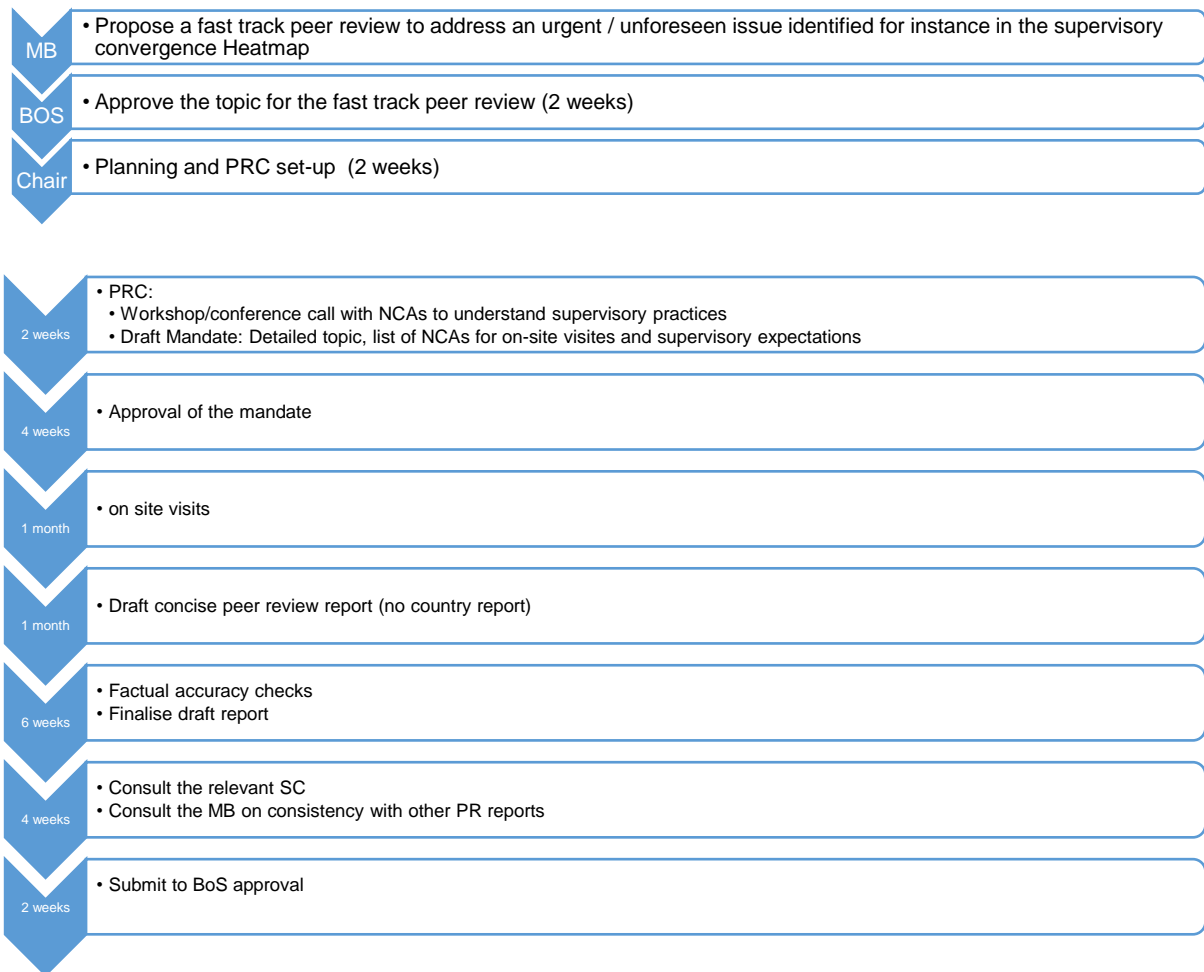 MB
• Propose a fast track peer review to address an urgent / unforeseen issue identified for instance in the supervisory
convergence Heatmap
BOS
• Approve the topic for the fast track peer review (2 weeks)
Chair
• Planning and PRC set-up (2 weeks)
2 weeks
• PRC:
• Workshop/conference call with NCAs to understand supervisory practices
• Draft Mandate: Detailed topic, list of NCAs for on-site visites and supervisory expectations
4 weeks
• Approval of the mandate
1 month
• on site visits
1 month
• Draft concise peer review report (no country report)
6 weeks
• Factual accuracy checks
• Finalise draft report
4 weeks
• Consult the relevant SC
• Consult the MB on consistency with other PR reports
2 weeks
• Submit to BoS approval